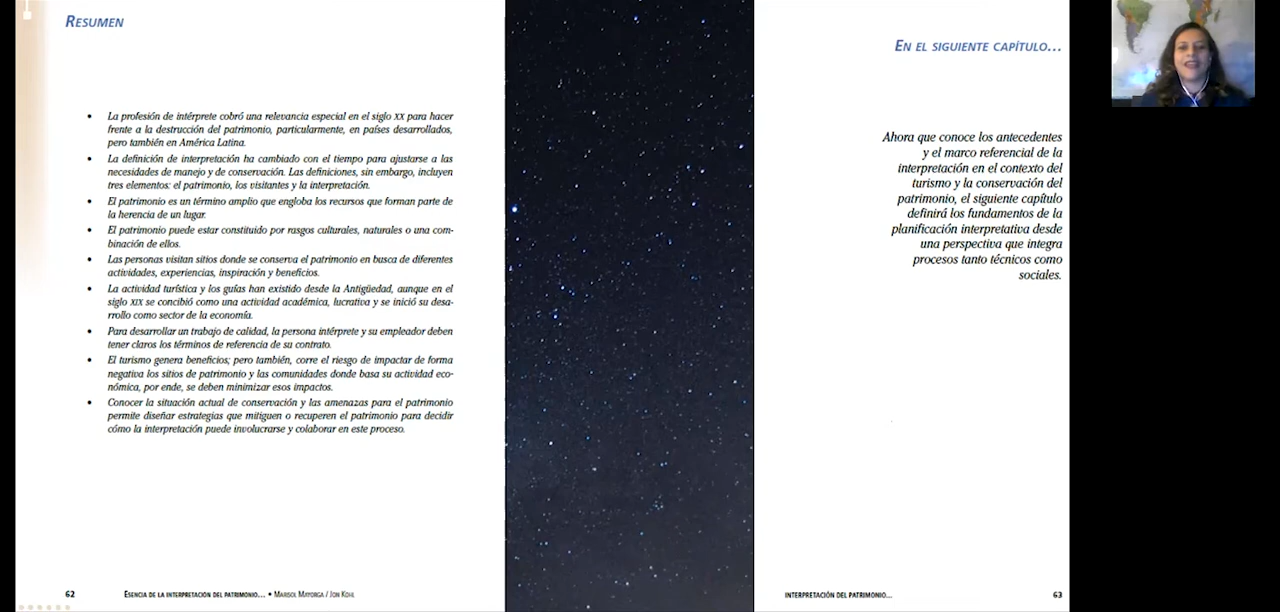 RESUMEN
• La profesión de intérprete cobró una relevancia especial en el siglo XX para hacer
frente a la destrucción del patrimonio, particularmente, en países desarrollados,
pero también en América Latina.
• La definición de interpretación ha cambiado con el tiempo para ajustarse a las
necesidades de manejo y de conservación. Las definiciones, sin embargo, incluyen
tres elementos: el patrimonio, los visitantes y la interpretación.
• El patrimonio es un término amplio que engloba los recursos que forman parte de
la herencia de un lugar.
• El patrimonio puede estar constituido por rasgos culturales, naturales o una com-
binación de ellos.
• Las personas visitan sitios donde se conserva el patrimonio en busca de diferentes
actividades, experiencias, inspiración y beneficios.
• La actividad turística y los guías han existido desde la Antigüedad, aunque en el
siglo XIX se concibió como una actividad académica, lucrativa y se inició su desa-
rrollo como sector de la economía.
• Para desarrollar un trabajo de calidad, la persona intérprete y su empleador deben
tener claros los términos de referencia de su contrato.
• El turismo genera beneficios; pero también, corre el riesgo de impactar de forma
negativa los sitios de patrimonio y las comunidades donde basa su actividad eco-
nómica, por ende, se deben minimizar esos impactos.
• Conocer la situación actual de conservación y las amenazas para el patrimonio
permite diseñar estrategias que mitiguen o recuperen el patrimonio para decidir
cómo la interpretación puede involucrarse y colaborar en este proceso.
62 ESENCIA DE LA INTERPRETACIÓN DEL PATRIMONIO... • MARISOL MAYORGA / JON KOHL
EN EL SIGUIENTE CAPÍTULO...
Ahora que conoce los antecedentes
y el marco referencial de la
interpretación en el contexto del
turismo y la conservación del
patrimonio, el siguiente capítulo
definirá los fundamentos de la
planificación interpretativa desde
una perspectiva que integra
procesos tanto técnicos como
sociales.
INTERPRETACIÓN DEL PATRIMONIO... 63